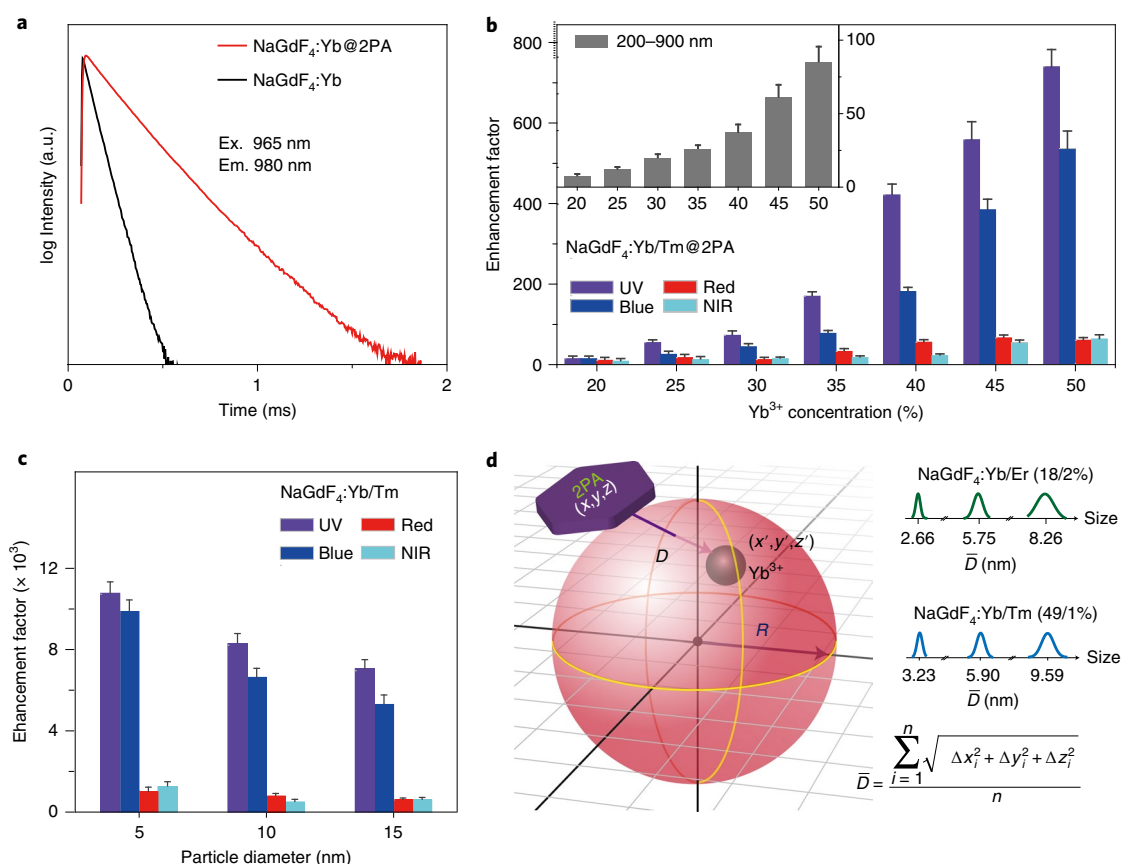 a
log Intensity (a.u.)
NaGdF₄:Yb@2PA
NaGdF₄:Yb
Ex. 965 nm
Em. 980 nm
0
1
2
Time (ms)
b
Enhancement factor
800
600
400
200
0
200–900 nm
100
50
0
20 25 30 35 40 45 50
NaGdF₄:Yb/Tm@2PA
UV Red
Blue NIR
20 25 30 35 40 45 50
Yb³⁺ concentration (%)
c
Ehancement factor (× 10³)
12
8
4
0
NaGdF₄:Yb/Tm
UV Red
Blue NIR
5 10 15
Particle diameter (nm)
d
2PA
(x,y,z)
D
(x′,y′,z′)
Yb³⁺
R
NaGdF₄:Yb/Er (18/2%)
Size
2.66 5.75 8.26
D̅ (nm)
NaGdF₄:Yb/Tm (49/1%)
Size
3.23 5.90 9.59
D̅ (nm)
n
D̅ = ∑ √ Δxᵢ² + Δyᵢ² + Δzᵢ²
i = 1
n